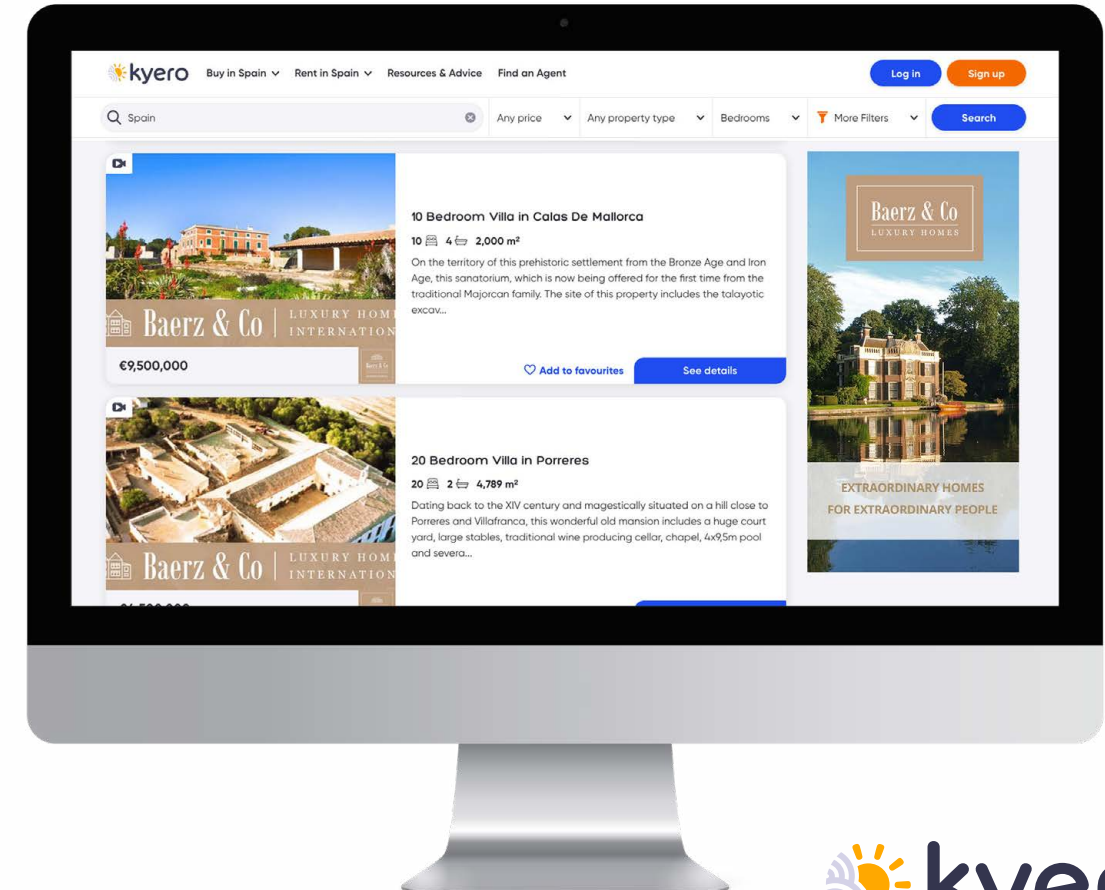 kyero Buy in Spain Rent in Spain Resources & Advice Find an Agent Log in Sign up
Spain Any price Any property type Bedrooms More Filters Search
10 Bedroom Villa in Calas De Mallorca
10 4 2,000 m²
On the territory of this prehistoric settlement from the Bronze Age and Iron
Age, this sanatorium, which is now being offered for the first time from the
traditional Majorcan family. The site of this property includes the talayotic
excav...
Baerz & Co | LUXURY HOM
INTERNATION
€9,500,000
Add to favourites See details
20 Bedroom Villa in Porreres
20 2 4,789 m²
Dating back to the XIV century and magestically situated on a hill close to
Porreres and Villafranca, this wonderful old mansion includes a huge court
yard, large stables, traditional wine producing cellar, chapel, 4x9,5m pool
and severa...
Baerz & Co | LUXURY HOM
INTERNATION
Baerz & Co
LUXURY HOMES
EXTRAORDINARY HOMES
FOR EXTRAORDINARY PEOPLE